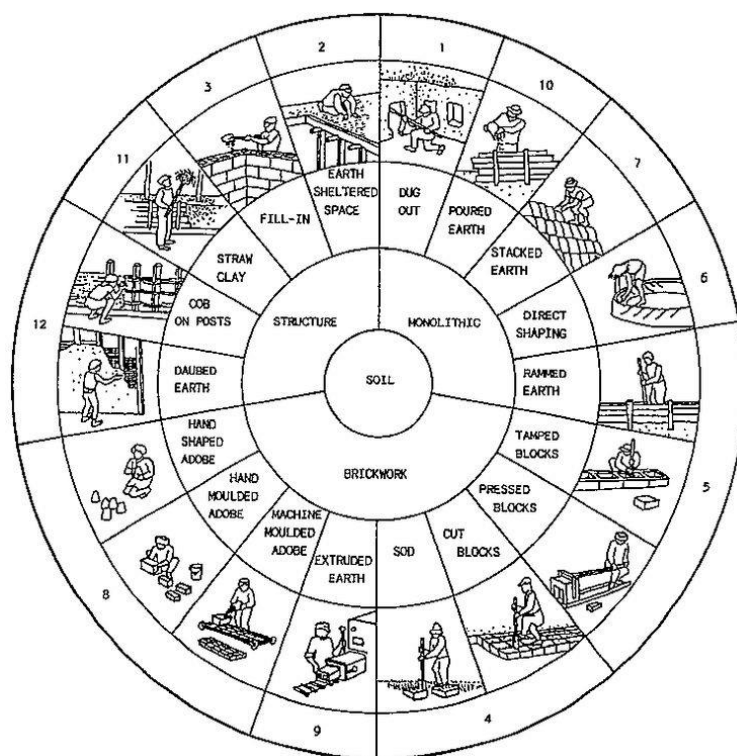 1
10
7
6
5
4
9
8
12
11
3
2
DUG
OUT
POURED
EARTH
STACKED
EARTH
DIRECT
SHAPING
RAMMED
EARTH
TAMPED
BLOCKS
PRESSED
BLOCKS
CUT
BLOCKS
SOD
EXTRUDED
EARTH
MACHINE
MOULDED
ADOBE
HAND
MOULDED
ADOBE
HAND
SHAPED
ADOBE
DAUBED
EARTH
COB
ON POSTS
STRAW
CLAY
FILL-IN
EARTH
SHELTERED
SPACE
STRUCTURE
MONOLITHIC
BRICKWORK
SOIL